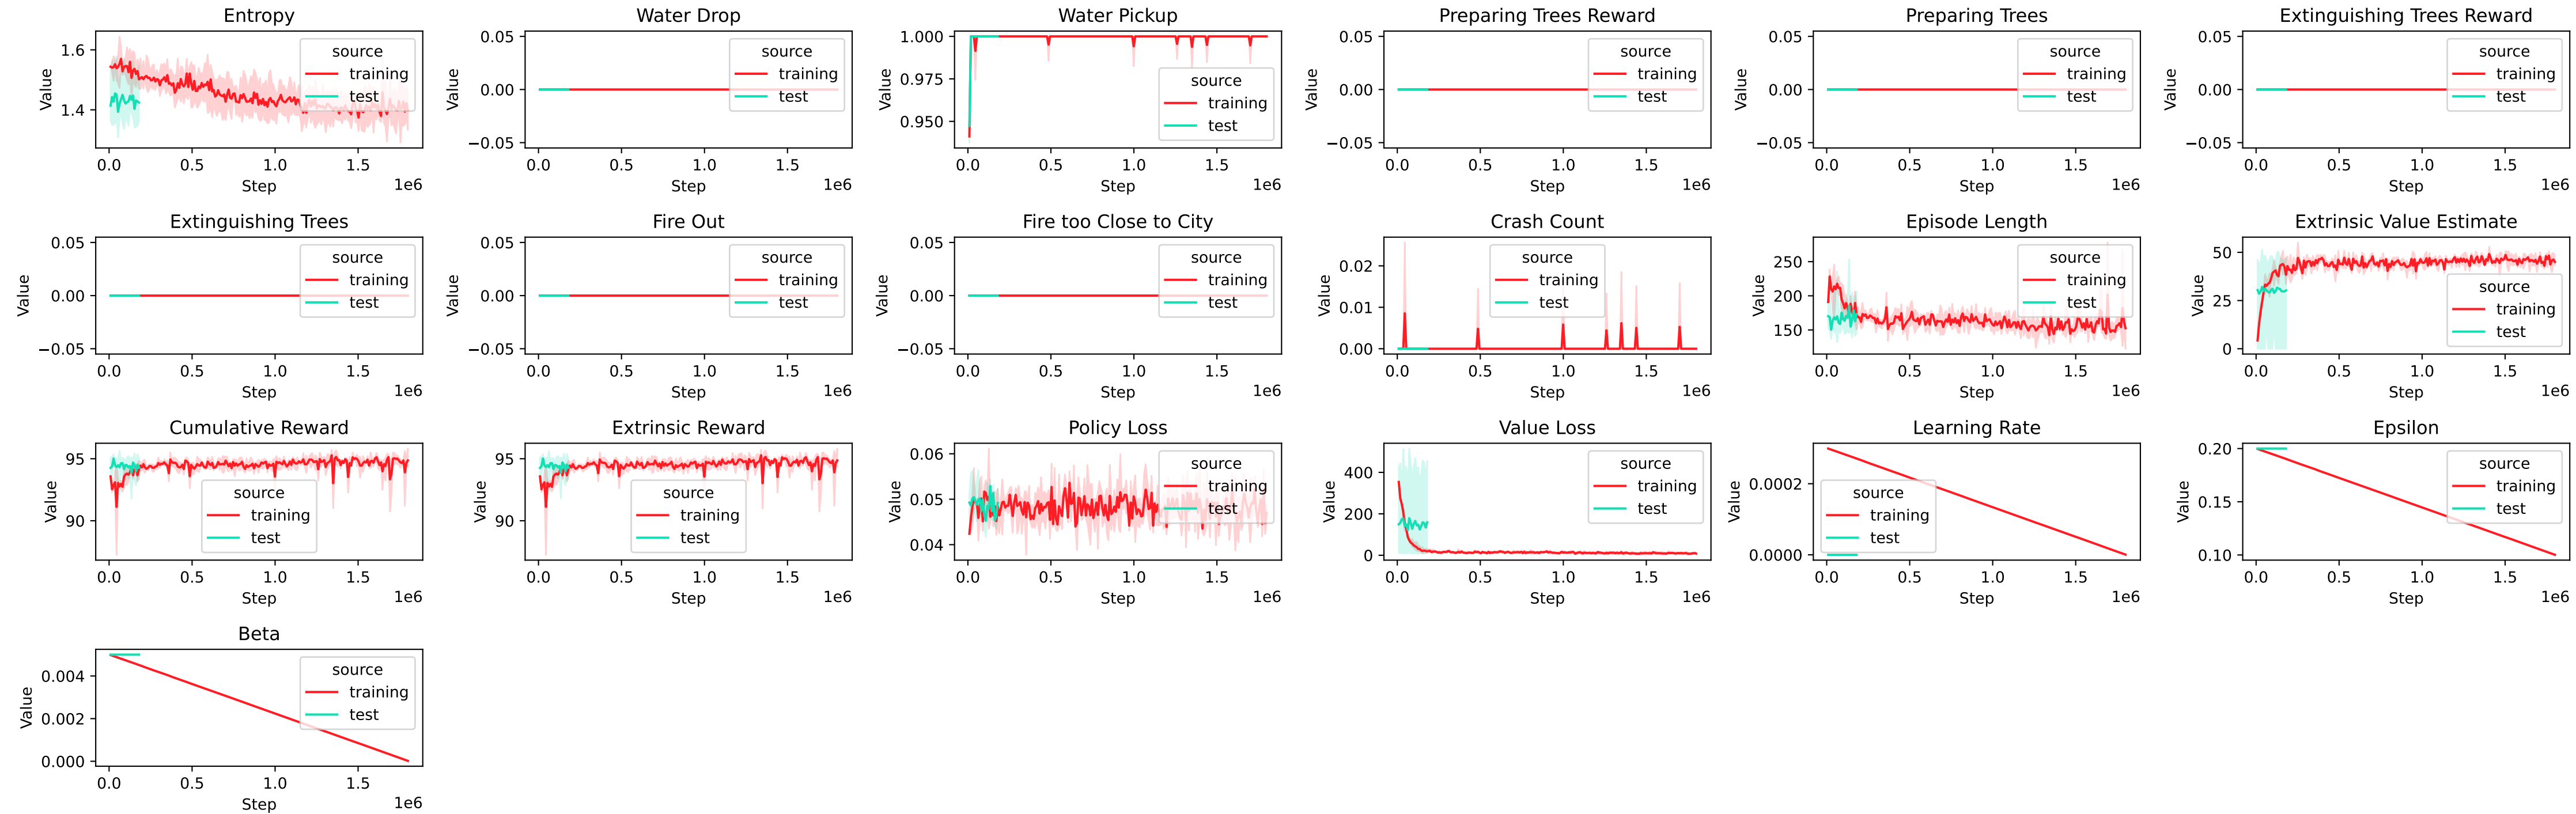 Entropy
Water Drop
Water Pickup
Preparing Trees Reward
Preparing Trees
Extinguishing Trees Reward
Value
1.6
1.4
source
training
test
0.0 0.5 1.0 1.5
Step
1e6
Value
0.05
0.00
−0.05
source
training
test
0.0 0.5 1.0 1.5
Step
1e6
Value
1.000
0.975
0.950
source
training
test
0.0 0.5 1.0 1.5
Step
1e6
Value
0.05
0.00
−0.05
source
training
test
0.0 0.5 1.0 1.5
Step
1e6
Value
0.05
0.00
−0.05
source
training
test
0.0 0.5 1.0 1.5
Step
1e6
Value
0.05
0.00
−0.05
source
training
test
0.0 0.5 1.0 1.5
Step
1e6
Extinguishing Trees
Fire Out
Fire too Close to City
Crash Count
Episode Length
Extrinsic Value Estimate
Value
0.05
0.00
−0.05
source
training
test
0.0 0.5 1.0 1.5
Step
1e6
Value
0.05
0.00
−0.05
source
training
test
0.0 0.5 1.0 1.5
Step
1e6
Value
0.05
0.00
−0.05
source
training
test
0.0 0.5 1.0 1.5
Step
1e6
Value
0.02
0.01
0.00
source
training
test
0.0 0.5 1.0 1.5
Step
1e6
Value
250
200
150
source
training
test
0.0 0.5 1.0 1.5
Step
1e6
Value
50
25
0
source
training
test
0.0 0.5 1.0 1.5
Step
1e6
Cumulative Reward
Extrinsic Reward
Policy Loss
Value Loss
Learning Rate
Epsilon
Value
95
90
source
training
test
0.0 0.5 1.0 1.5
Step
1e6
Value
95
90
source
training
test
0.0 0.5 1.0 1.5
Step
1e6
Value
0.06
0.05
0.04
source
training
test
0.0 0.5 1.0 1.5
Step
1e6
Value
400
200
0
source
training
test
0.0 0.5 1.0 1.5
Step
1e6
Value
0.0002
0.0000
source
training
test
0.0 0.5 1.0 1.5
Step
1e6
Value
0.20
0.15
0.10
source
training
test
0.0 0.5 1.0 1.5
Step
1e6
Beta
Value
0.004
0.002
0.000
source
training
test
0.0 0.5 1.0 1.5
Step
1e6